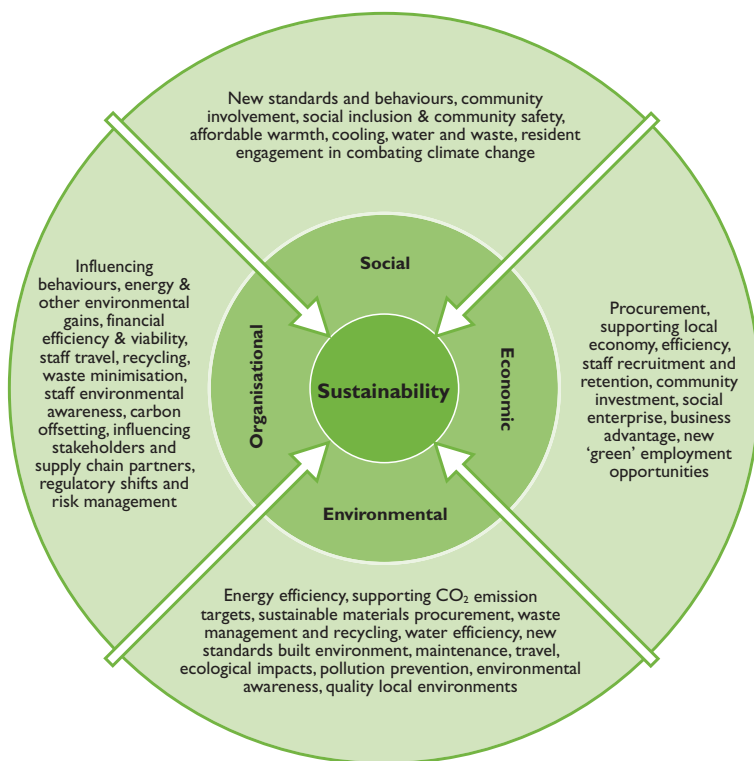 New standards and behaviours, community
involvement, social inclusion & community safety,
affordable warmth, cooling, water and waste, resident
engagement in combating climate change
Social
Influencing
behaviours, energy &
other environmental
gains, financial
efficiency & viability,
staff travel, recycling,
waste minimisation,
staff environmental
awareness, carbon
offsetting, influencing
stakeholders and
supply chain partners,
regulatory shifts and
risk management
Organisational
Sustainability
Economic
Procurement,
supporting local
economy, efficiency,
staff recruitment and
retention, community
investment, social
enterprise, business
advantage, new
‘green’ employment
opportunities
Environmental
Energy efficiency, supporting CO₂ emission
targets, sustainable materials procurement, waste
management and recycling, water efficiency, new
standards built environment, maintenance, travel,
ecological impacts, pollution prevention, environmental
awareness, quality local environments